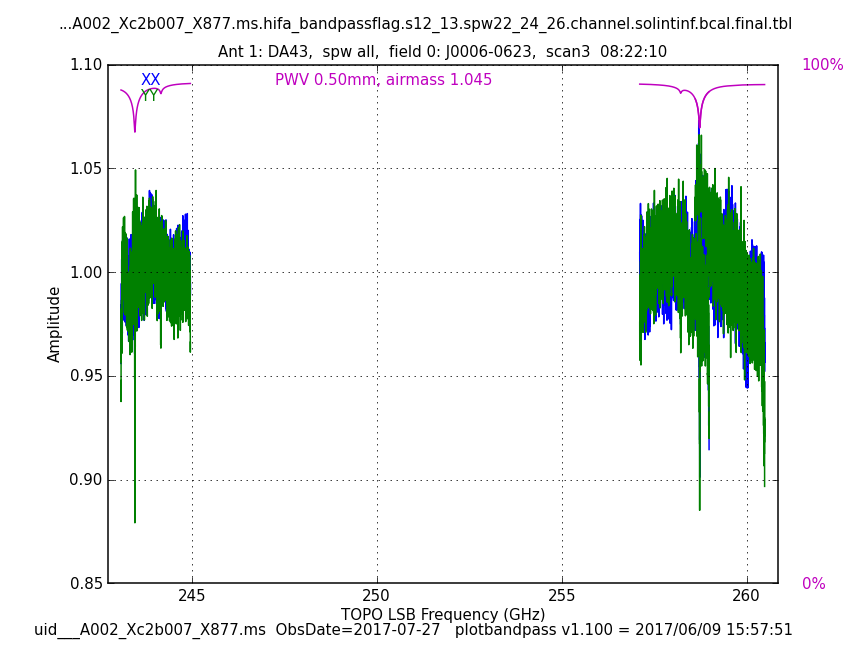 ...A002_Xc2b007_X877.ms.hifa_bandpassflag.s12_13.spw22_24_26.channel.solintinf.bcal.final.tbl
Ant 1: DA43, spw all, field 0: J0006-0623, scan3 08:22:10
1.10
100%
XX
PWV 0.50mm, airmass 1.045
YY
1.05
1.00
Amplitude
0.95
0.90
0.85
0%
245
250
255
260
TOPO LSB Frequency (GHz)
uid___A002_Xc2b007_X877.ms ObsDate=2017-07-27 plotbandpass v1.100 = 2017/06/09 15:57:51